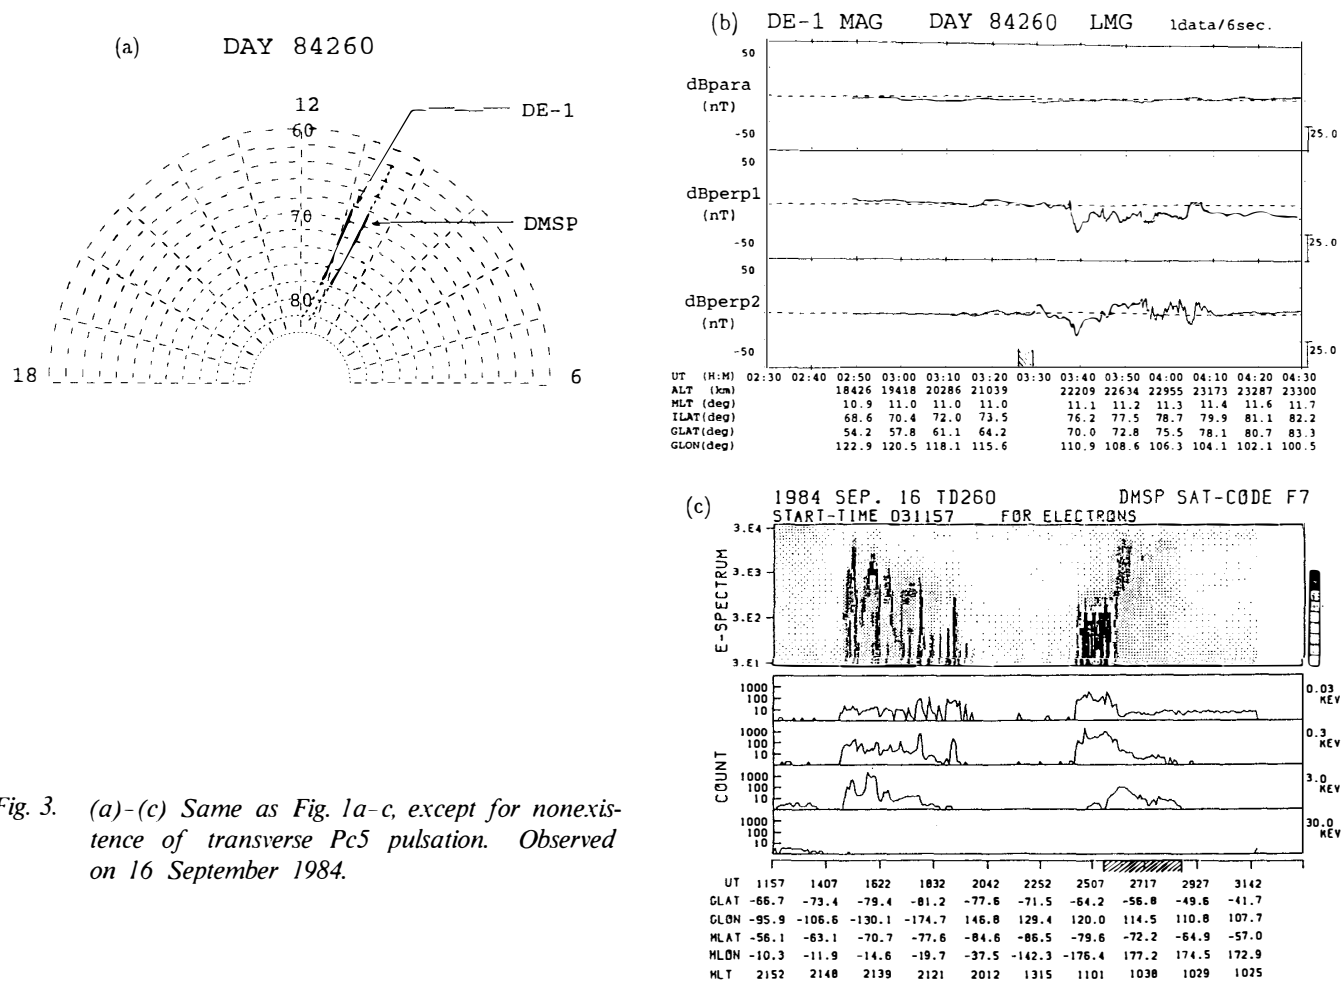 (a) DAY 84260
12
60
70
80
18
6
DE-1
DMSP
(b) DE-1 MAG DAY 84260 LMG 1data/6sec.
50
dBpara
(nT)
-50
25.0
50
dBperp1
(nT)
-50
25.0
50
dBperp2
(nT)
-50
25.0
UT (H:M) 02:30 02:40 02:50 03:00 03:10 03:20 03:30 03:40 03:50 04:00 04:10 04:20 04:30
ALT (km) 18426 19418 20286 21039 22209 22634 22955 23173 23287 23300
MLT (deg) 10.9 11.0 11.0 11.0 11.1 11.2 11.3 11.4 11.6 11.7
ILAT(deg) 68.6 70.4 72.0 73.5 76.2 77.5 78.7 79.9 81.1 82.2
GLAT(deg) 54.2 57.8 61.1 64.2 70.0 72.8 75.5 78.1 80.7 83.3
GLON(deg) 122.9 120.5 118.1 115.6 110.9 108.6 106.3 104.1 102.1 100.5
(c) 1984 SEP. 16 TD260 DMSP SAT-CODE F7
START-TIME 031157 FOR ELECTRONS
E-SPECTRUM
3.E4
3.E3
3.E2
3.E1
COUNT
1000
100
10
0.03 KEV
1000
100
10
0.3 KEV
1000
100
10
3.0 KEV
1000
100
10
30.0 KEV
UT 1157 1407 1622 1832 2042 2252 2507 2717 2927 3142
GLAT -66.7 -73.4 -79.4 -81.2 -77.6 -71.5 -64.2 -56.8 -49.6 -41.7
GLON -95.9 -106.6 -130.1 -174.7 146.8 129.4 120.0 114.5 110.8 107.7
MLAT -56.1 -63.1 -70.7 -77.6 -84.6 -86.5 -79.6 -72.2 -64.9 -57.0
MLON -10.3 -11.9 -14.6 -19.7 -37.5 -142.3 -176.4 177.2 174.5 172.9
MLT 2152 2148 2139 2121 2012 1315 1101 1038 1029 1025
Fig. 3. (a)-(c) Same as Fig. 1a-c, except for nonexis-
tence of transverse Pc5 pulsation. Observed
on 16 September 1984.